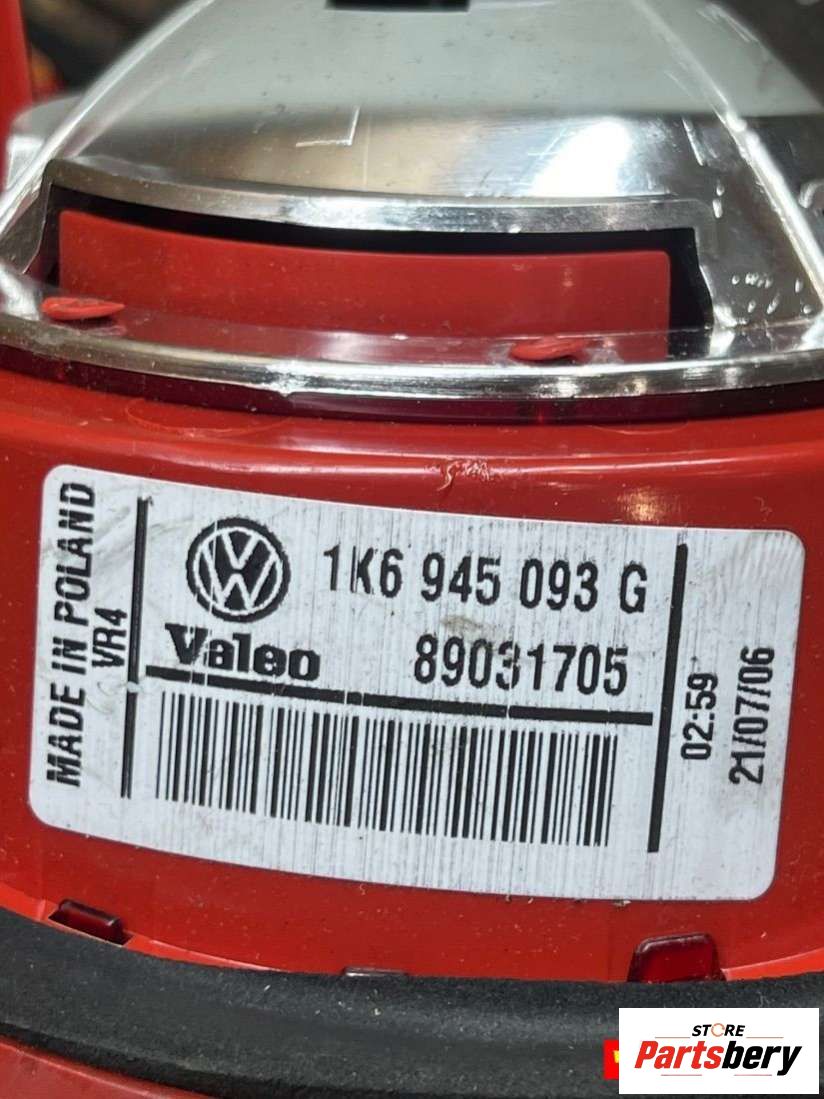 MADE IN POLAND
VR4
1K6 945 093 G
Valeo 89031705
02:59
21/07/06
STORE
Partsbery